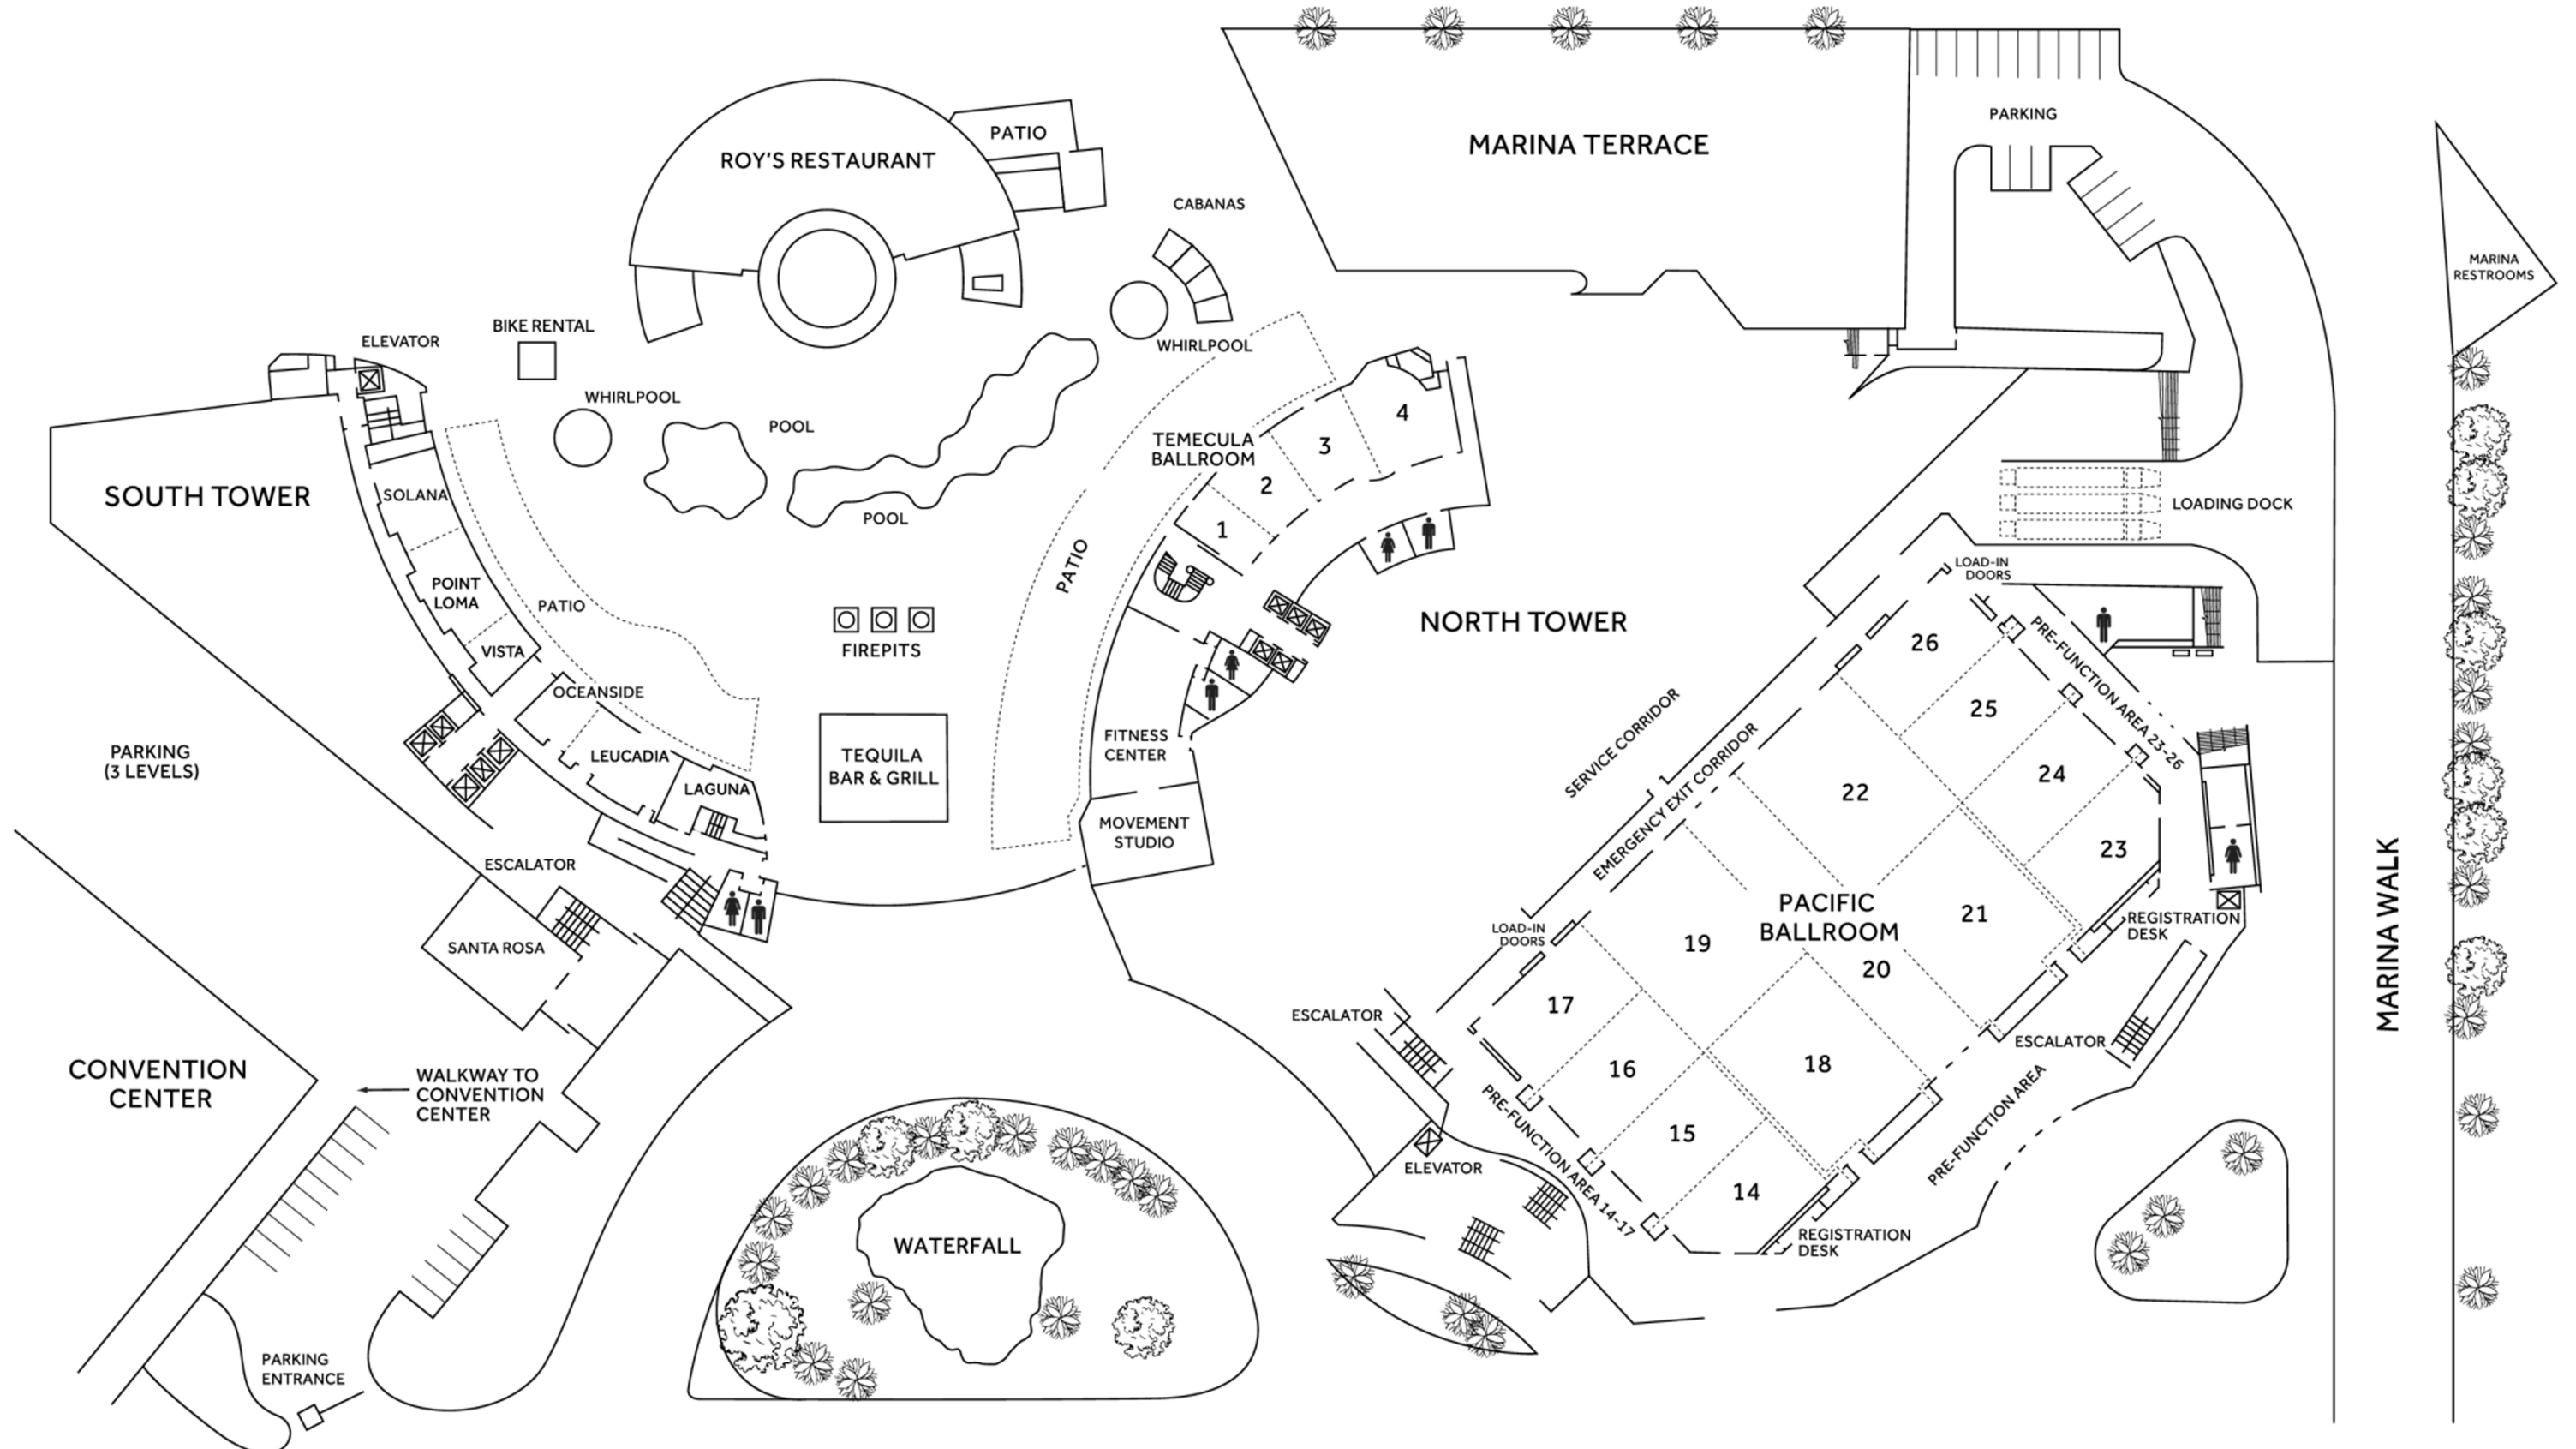 PATIO
ROY'S RESTAURANT
MARINA TERRACE
PARKING
CABANAS
MARINA
RESTROOMS
BIKE RENTAL
ELEVATOR
WHIRLPOOL
WHIRLPOOL
POOL
POOL
TEMECULA
BALLROOM
4
3
2
1
SOUTH TOWER
SOLANA
POINT
LOMA
VISTA
PATIO
OCEANSIDE
LEUCADIA
LAGUNA
FIREPITS
TEQUILA
BAR & GRILL
PATIO
FITNESS
CENTER
MOVEMENT
STUDIO
NORTH TOWER
LOADING DOCK
LOAD-IN
DOORS
PRE-FUNCTION AREA 23-26
SERVICE CORRIDOR
EMERGENCY EXIT CORRIDOR
26
25
24
23
22
21
PACIFIC
BALLROOM
20
19
18
17
16
15
14
LOAD-IN
DOORS
REGISTRATION
DESK
ESCALATOR
PRE-FUNCTION AREA
REGISTRATION
DESK
PRE-FUNCTION AREA 14-17
ESCALATOR
ELEVATOR
MARINA WALK
PARKING
(3 LEVELS)
ESCALATOR
SANTA ROSA
CONVENTION
CENTER
WALKWAY TO
CONVENTION
CENTER
WATERFALL
PARKING
ENTRANCE